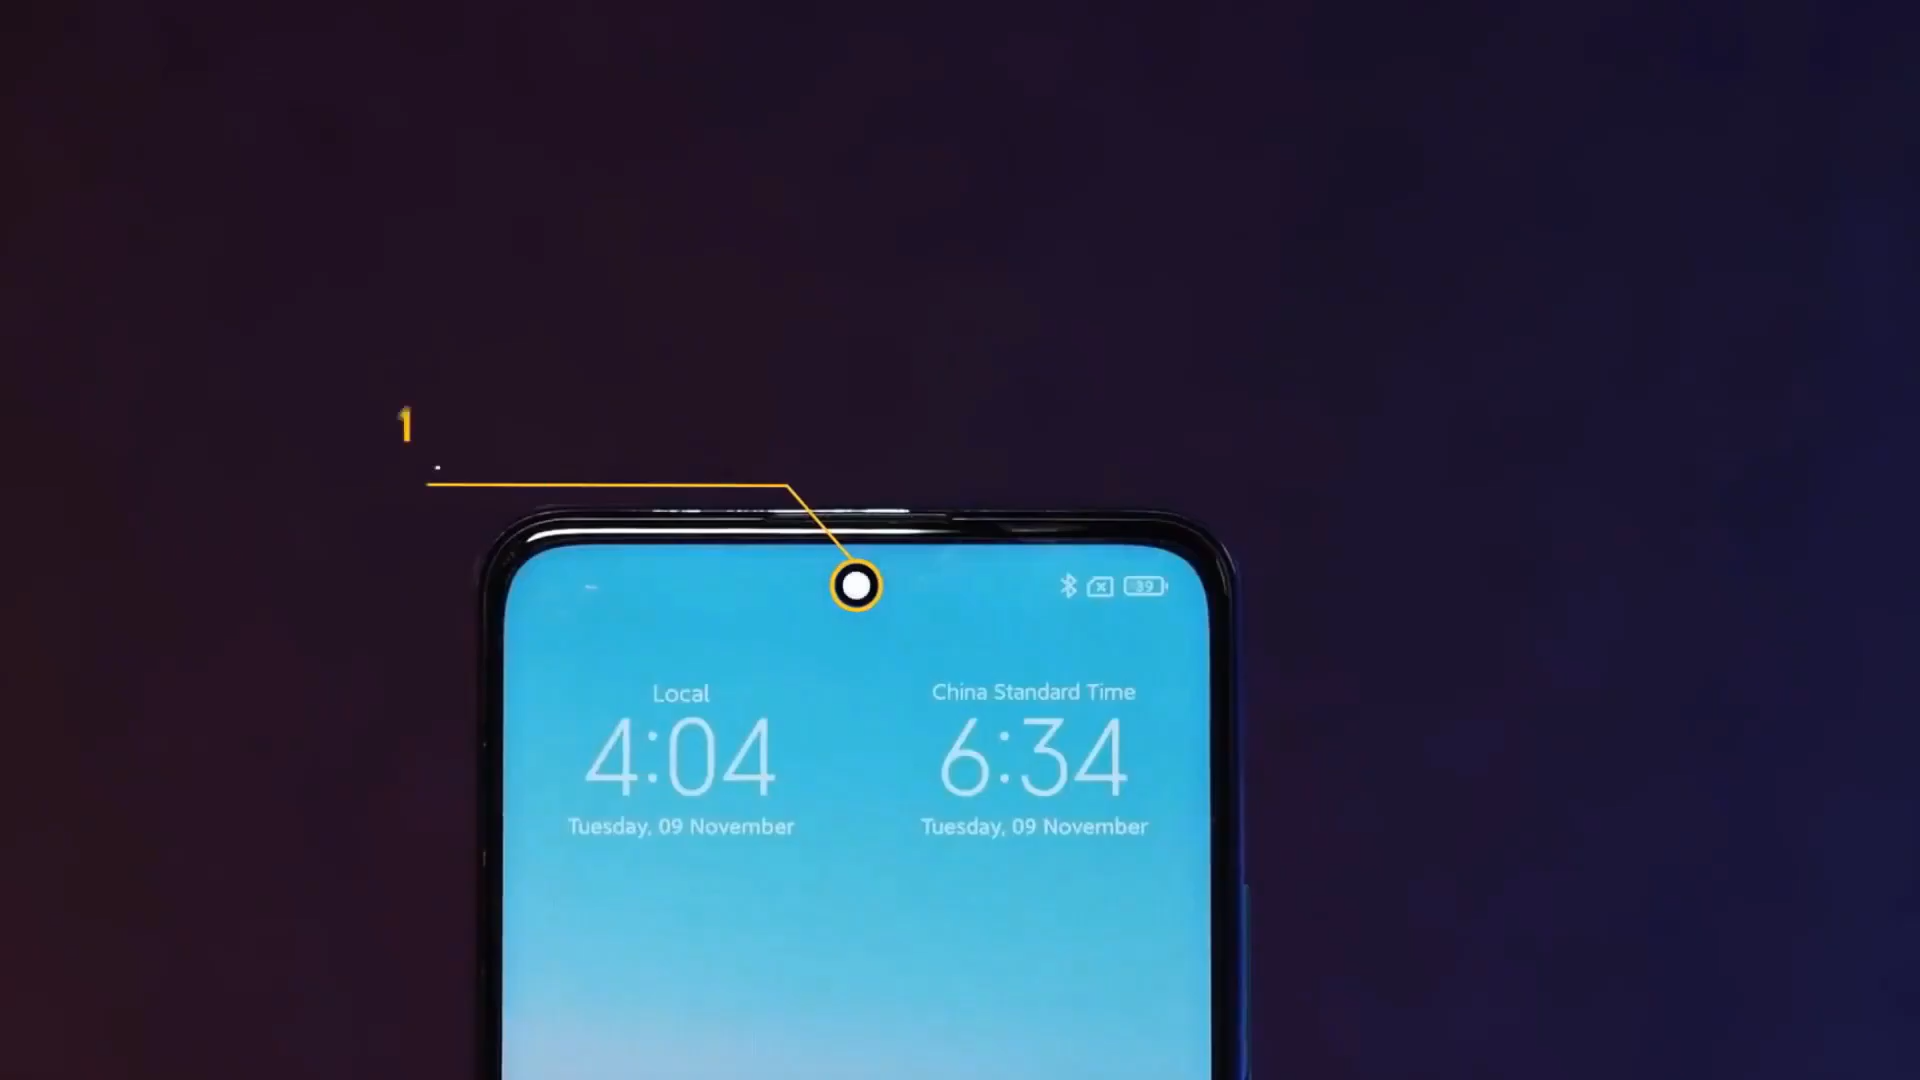 1
39
Local
China Standard Time
4:04
6:34
Tuesday, 09 November
Tuesday, 09 November